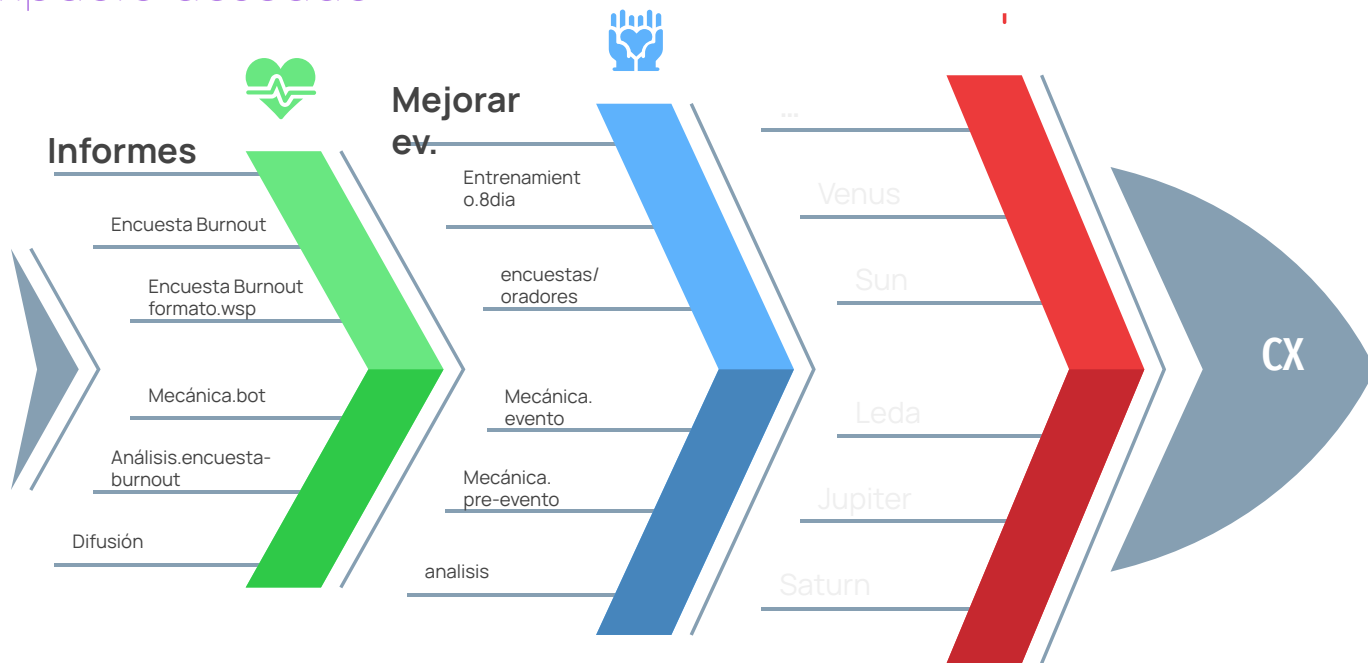 Informes
Encuesta Burnout
Encuesta Burnout
formato.wsp
Mecánica.bot
Análisis.encuesta-
burnout
Difusión
Mejorar
ev.
Entrenamient
o.8dia
encuestas/
oradores
Mecánica.
evento
Mecánica.
pre-evento
analisis
...
Venus
Sun
Leda
Jupiter
Saturn
CX